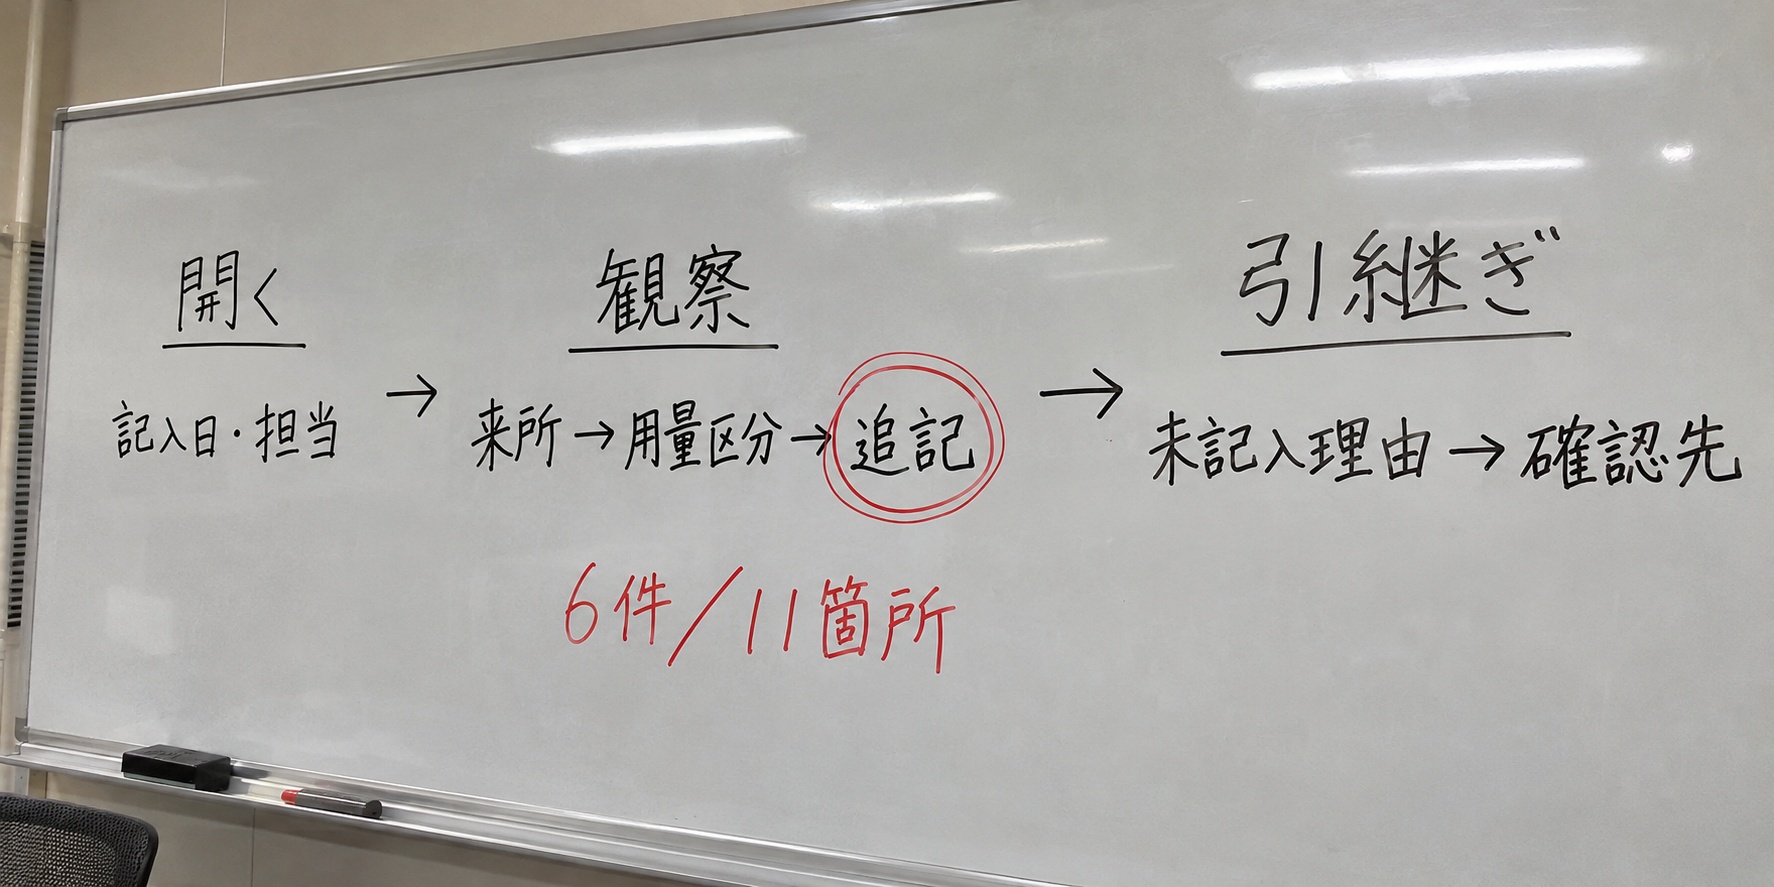 開く → 観察 → 引継ぎ
記入日・担当
来所→用量区分→追記
未記入理由→確認先
6件/11箇所